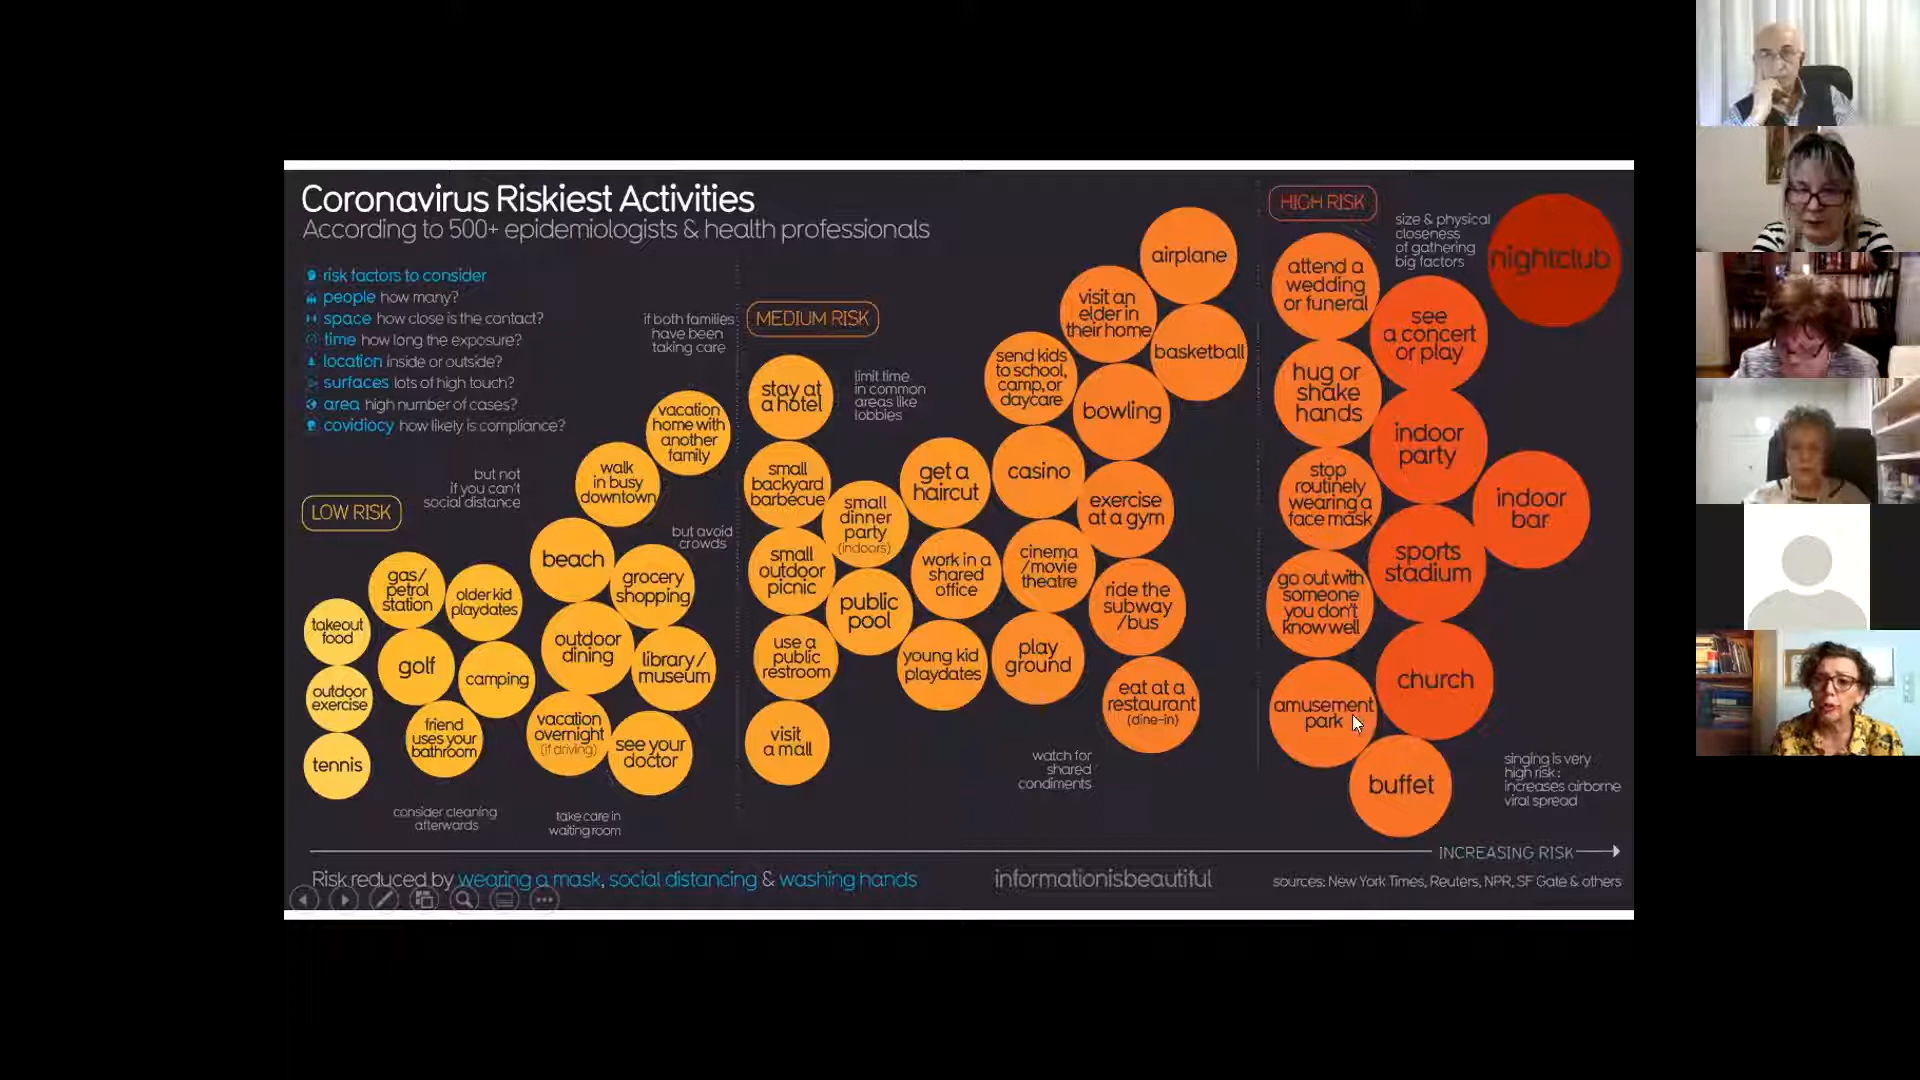 Coronavirus Riskiest Activities
According to 500+ epidemiologists & health professionals
risk factors to consider
people how many?
space how close is the contact?
time how long the exposure?
location inside or outside?
surfaces lots of high touch?
area high number of cases?
covidiocy how likely is compliance?
LOW RISK
but not
if you can't
social distance
takeout
food
outdoor
exercise
tennis
gas/
petrol
station
golf
friend
uses your
bathroom
consider cleaning
afterwards
older kid
playdates
camping
beach
outdoor
dining
vacation
overnight
(if driving)
walk
in busy
downtown
grocery
shopping
library/
museum
see your
doctor
take care in
waiting room
but avoid
crowds
vacation
home with
another
family
if both families
have been
taking care
MEDIUM RISK
stay at
a hotel
limit time
in common
areas like
lobbies
small
backyard
barbecue
small
outdoor
picnic
use a
public
restroom
visit
a mall
small
dinner
party
(indoors)
public
pool
get a
haircut
work in a
shared
office
young kid
playdates
send kids
to school,
camp, or
daycare
casino
cinema
/movie
theatre
play
ground
visit an
elder in
their home
bowling
exercise
at a gym
ride the
subway
/bus
eat at a
restaurant
(dine-in)
watch for
shared
condiments
airplane
basketball
HIGH RISK
size & physical
closeness
of gathering
big factors
attend a
wedding
or funeral
hug or
shake
hands
stop
routinely
wearing a
face mask
go out with
someone
you don't
know well
amusement
park
buffet
see
a concert
or play
indoor
party
sports
stadium
church
nightclub
indoor
bar
singing is very
high risk:
increases airborne
viral spread
INCREASING RISK
Risk reduced by wearing a mask, social distancing & washing hands
informationisbeautiful
sources: New York Times, Reuters, NPR, SF Gate & others